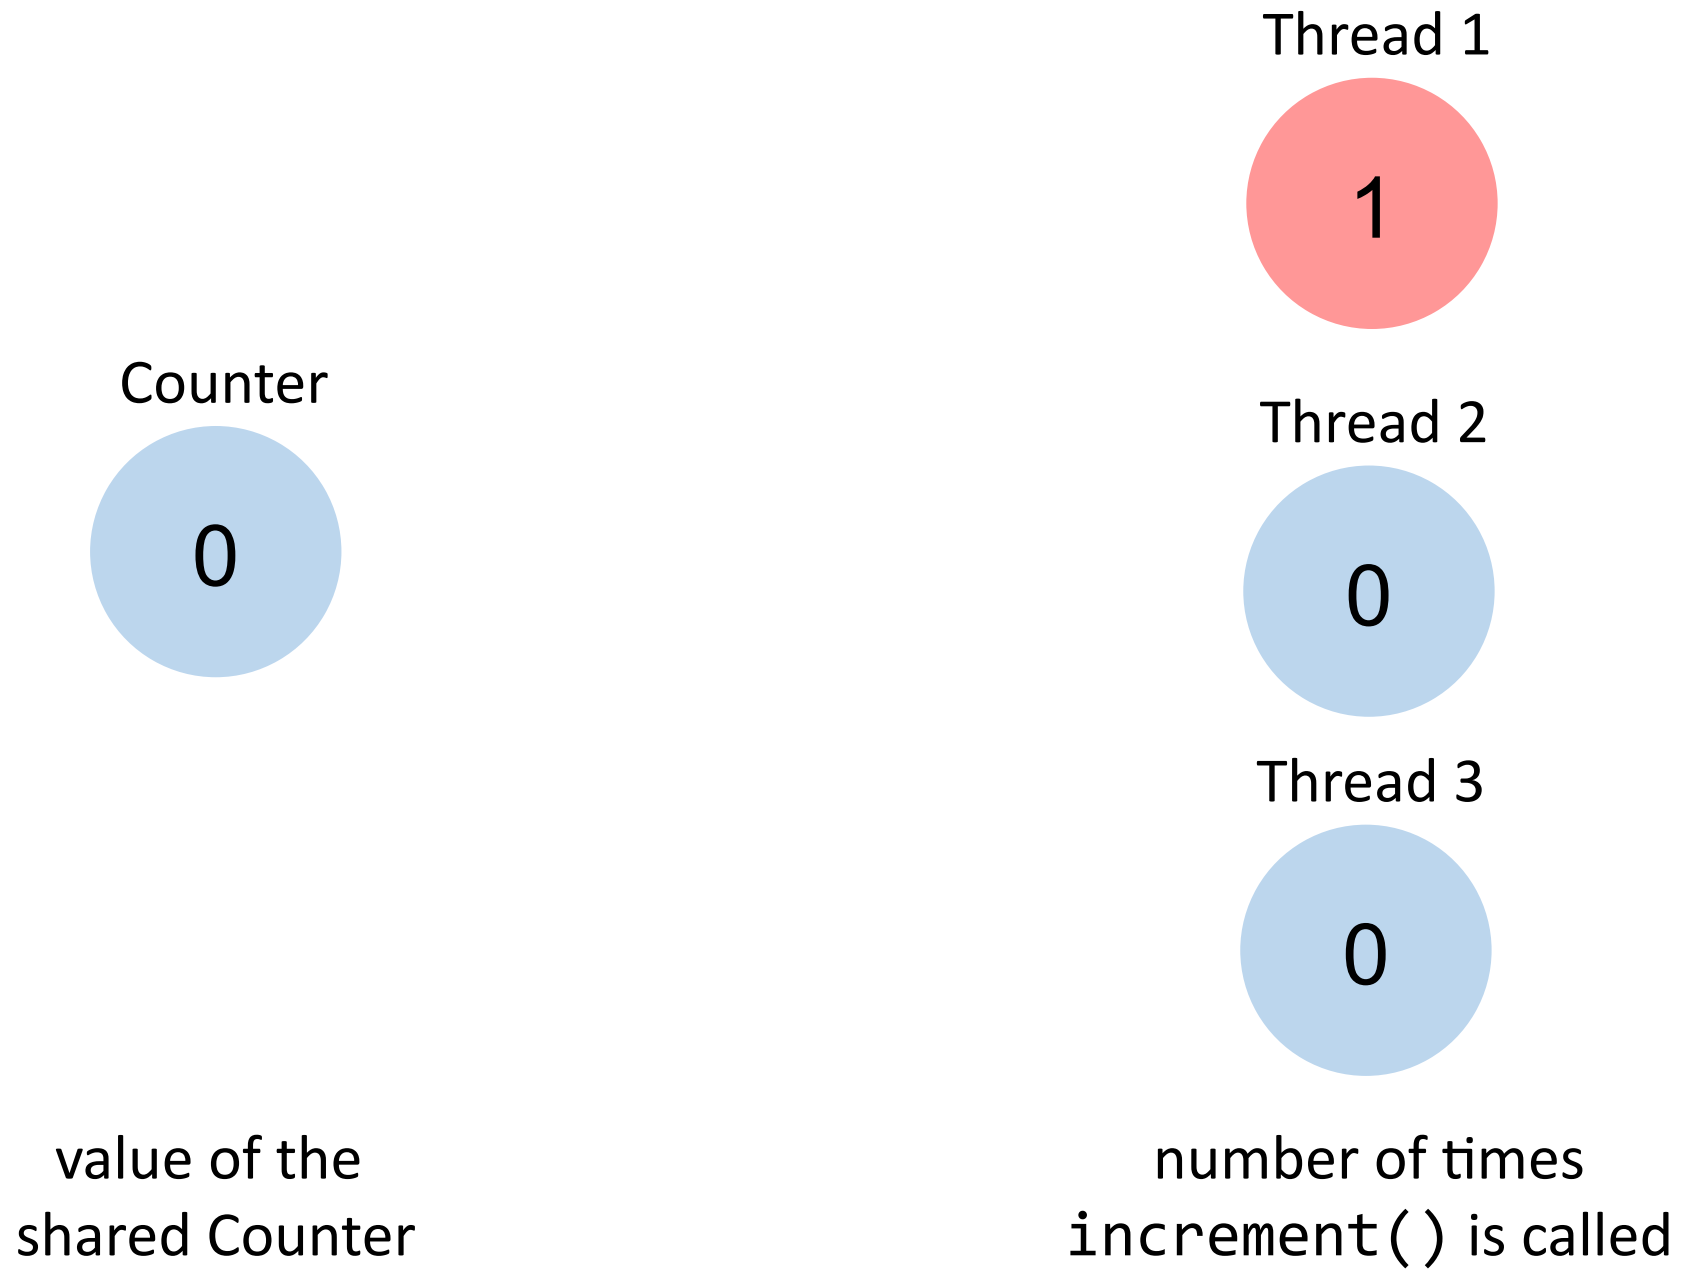 Thread 1
1
Counter
0
Thread 2
0
Thread 3
0
value of the
shared Counter
number of times
increment() is called